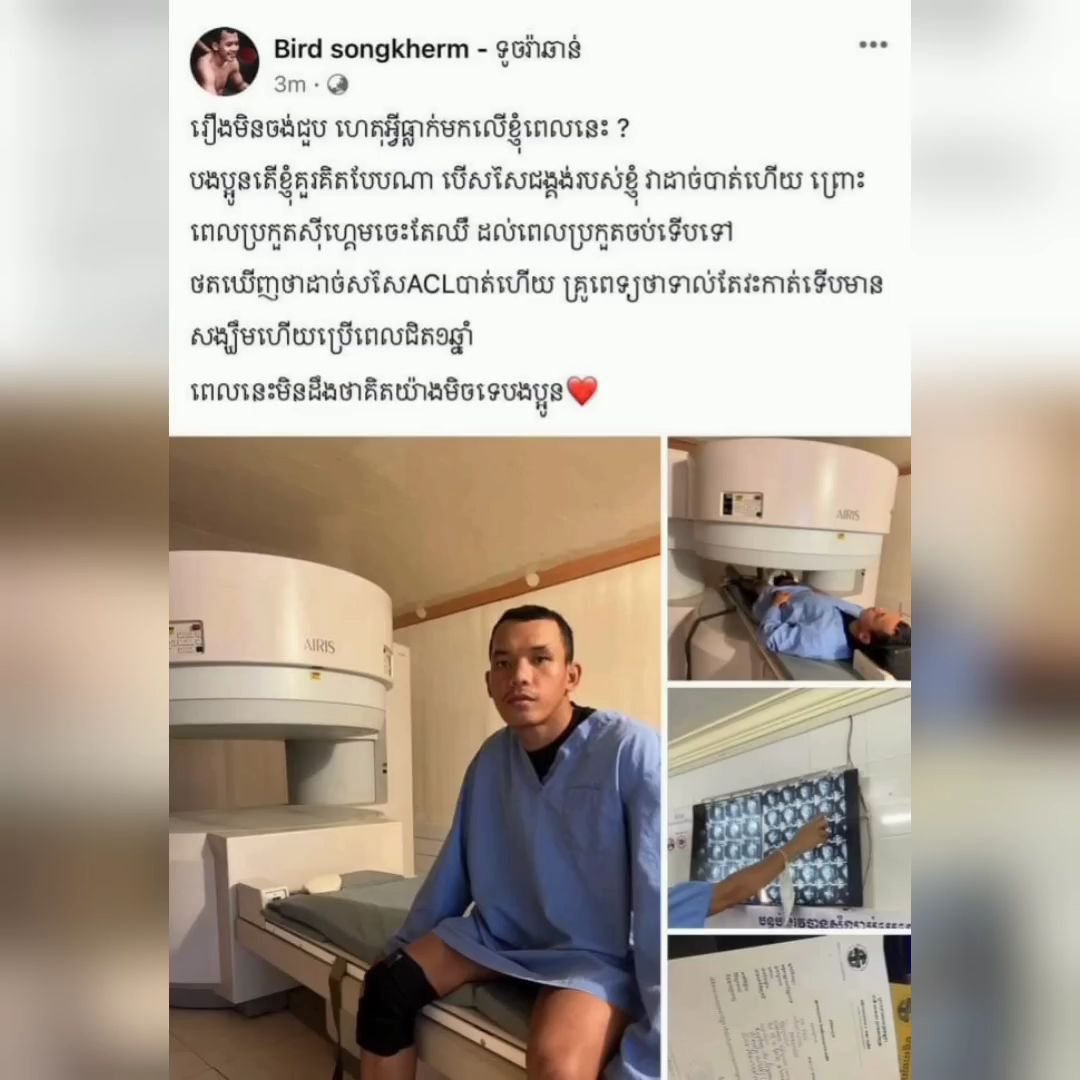 Bird songkherm - ទូចរ៉ាឆាន់
3m
រឿងមិនចង់ជួប ហេតុអ្វីធ្លាក់មកលើខ្ញុំពេលនេះ ?
បងប្អូនតើខ្ញុំគួរគិតបែបណា បើសសៃជង្គង់របស់ខ្ញុំ វាដាច់បាត់ហើយ ព្រោះ
ពេលប្រកួតស៊ីហ្គេមចេះតែឈឺ ដល់ពេលប្រកួតចប់ទើបទៅ
ថតឃើញថាដាច់សសៃACLបាត់ហើយ គ្រូពេទ្យថាទាល់តែវះកាត់ទើបមាន
សង្ឃឹមហើយប្រើពេលជិត១ឆ្នាំ
ពេលនេះមិនដឹងថាគិតយ៉ាងមិចទេបងប្អូន❤️
AIRIS
AIRIS